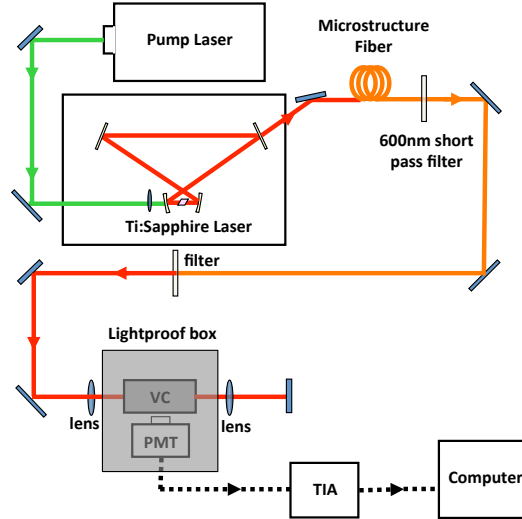 Pump Laser
Microstructure
Fiber
600nm short
pass filter
Ti:Sapphire Laser
filter
Lightproof box
VC
lens
lens
PMT
TIA
Computer